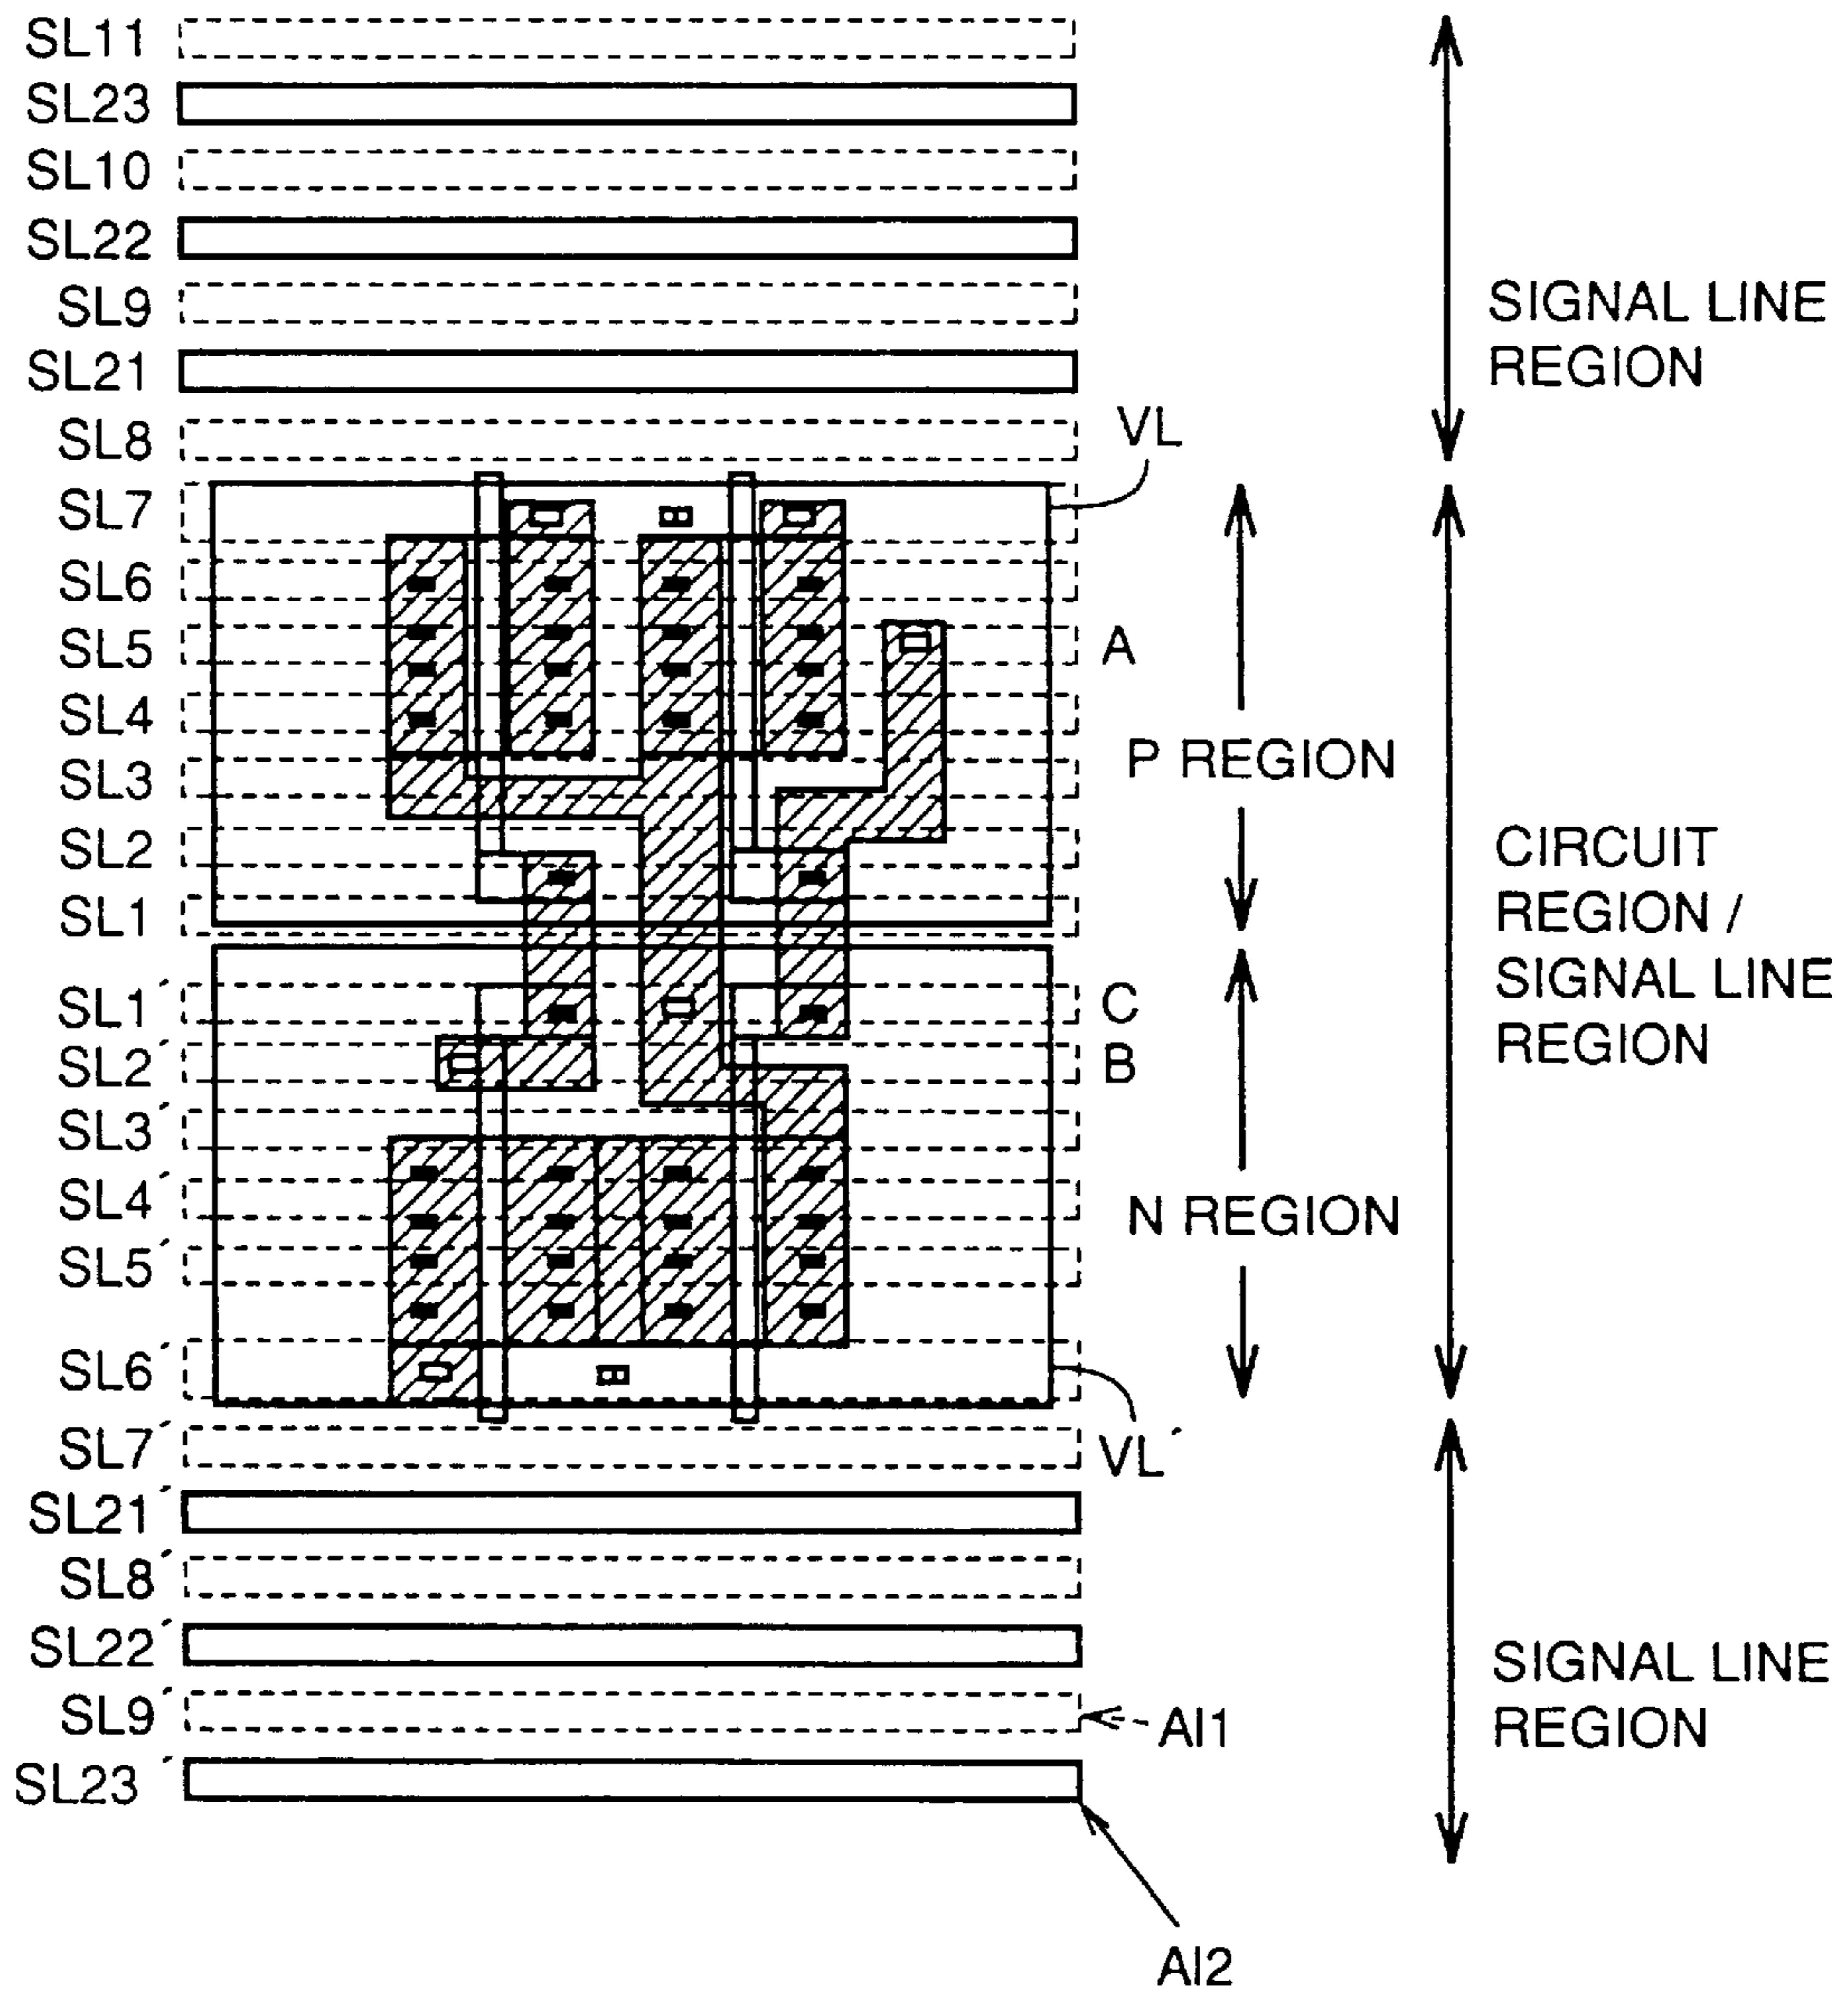 SL11
SL23
SL10
SL22
SL9
SIGNAL LINE
REGION
SL21
SL8
VL
SL7
SL6
SL5
A
SL4
P REGION
SL3
SL2
CIRCUIT
REGION /
SIGNAL LINE
REGION
SL1
SL1´
C
SL2´
B
SL3´
SL4´
N REGION
SL5´
SL6´
SL7´
VL´
SL21´
SL8´
SL22´
SIGNAL LINE
REGION
SL9´
Al1
SL23´
Al2